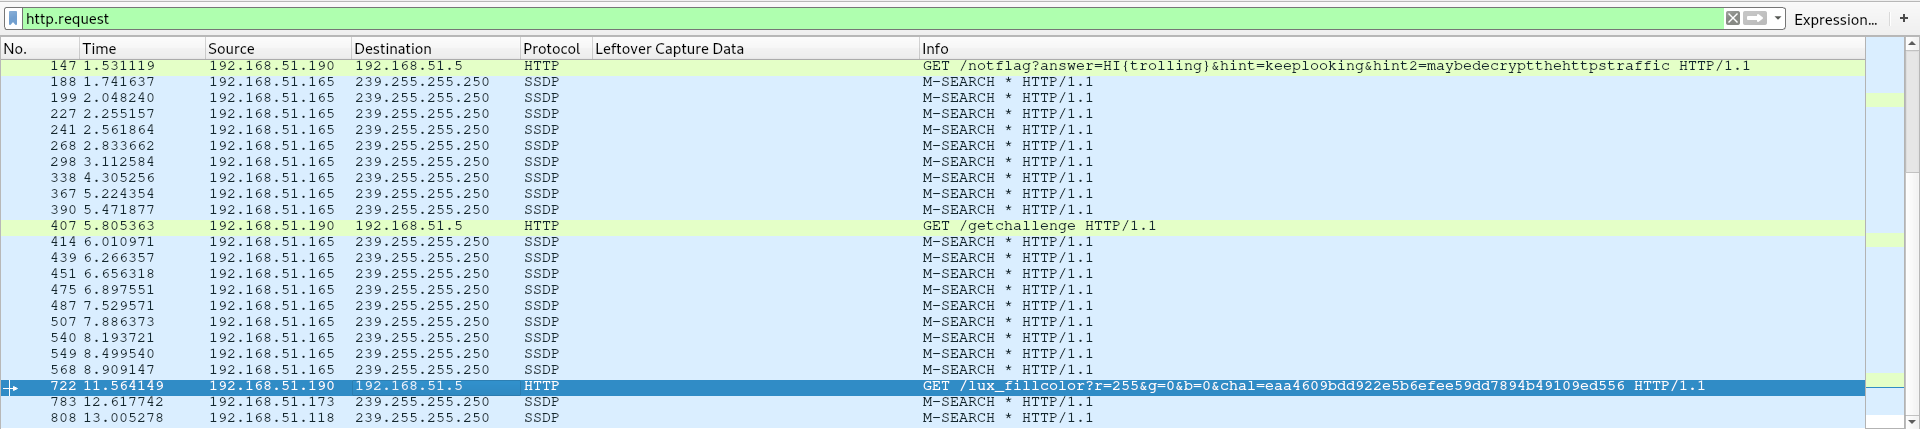 http.request Expression... +
No. Time Source Destination Protocol Leftover Capture Data Info
147 1.531119 192.168.51.190 192.168.51.5 HTTP GET /notflag?answer=HI{trolling}&hint=keeplooking&hint2=maybedecryptthehttpstraffic HTTP/1.1
188 1.741637 192.168.51.165 239.255.255.250 SSDP M-SEARCH * HTTP/1.1
199 2.048240 192.168.51.165 239.255.255.250 SSDP M-SEARCH * HTTP/1.1
227 2.255157 192.168.51.165 239.255.255.250 SSDP M-SEARCH * HTTP/1.1
241 2.561864 192.168.51.165 239.255.255.250 SSDP M-SEARCH * HTTP/1.1
268 2.833662 192.168.51.165 239.255.255.250 SSDP M-SEARCH * HTTP/1.1
298 3.112584 192.168.51.165 239.255.255.250 SSDP M-SEARCH * HTTP/1.1
338 4.305256 192.168.51.165 239.255.255.250 SSDP M-SEARCH * HTTP/1.1
367 5.224354 192.168.51.165 239.255.255.250 SSDP M-SEARCH * HTTP/1.1
390 5.471877 192.168.51.165 239.255.255.250 SSDP M-SEARCH * HTTP/1.1
407 5.805363 192.168.51.190 192.168.51.5 HTTP GET /getchallenge HTTP/1.1
414 6.010971 192.168.51.165 239.255.255.250 SSDP M-SEARCH * HTTP/1.1
439 6.266357 192.168.51.165 239.255.255.250 SSDP M-SEARCH * HTTP/1.1
451 6.656318 192.168.51.165 239.255.255.250 SSDP M-SEARCH * HTTP/1.1
475 6.897551 192.168.51.165 239.255.255.250 SSDP M-SEARCH * HTTP/1.1
487 7.529571 192.168.51.165 239.255.255.250 SSDP M-SEARCH * HTTP/1.1
507 7.886373 192.168.51.165 239.255.255.250 SSDP M-SEARCH * HTTP/1.1
540 8.193721 192.168.51.165 239.255.255.250 SSDP M-SEARCH * HTTP/1.1
549 8.499540 192.168.51.165 239.255.255.250 SSDP M-SEARCH * HTTP/1.1
568 8.909147 192.168.51.165 239.255.255.250 SSDP M-SEARCH * HTTP/1.1
722 11.564149 192.168.51.190 192.168.51.5 HTTP GET /lux_fillcolor?r=255&g=0&b=0&chal=eaa4609bdd922e5b6efee59dd7894b49109ed556 HTTP/1.1
783 12.617742 192.168.51.173 239.255.255.250 SSDP M-SEARCH * HTTP/1.1
808 13.005278 192.168.51.118 239.255.255.250 SSDP M-SEARCH * HTTP/1.1